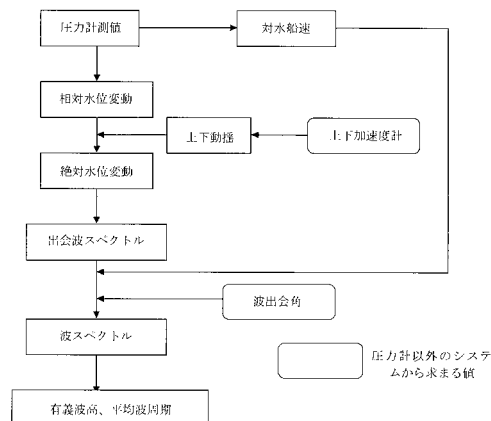 圧力計測値
対水船速
相対水位変動
上下動揺
上下加速度計
絶対水位変動
出会波スペクトル
波出会角
波スペクトル
圧力計以外のシステ
ムから求まる値
有義波高、平均波周期